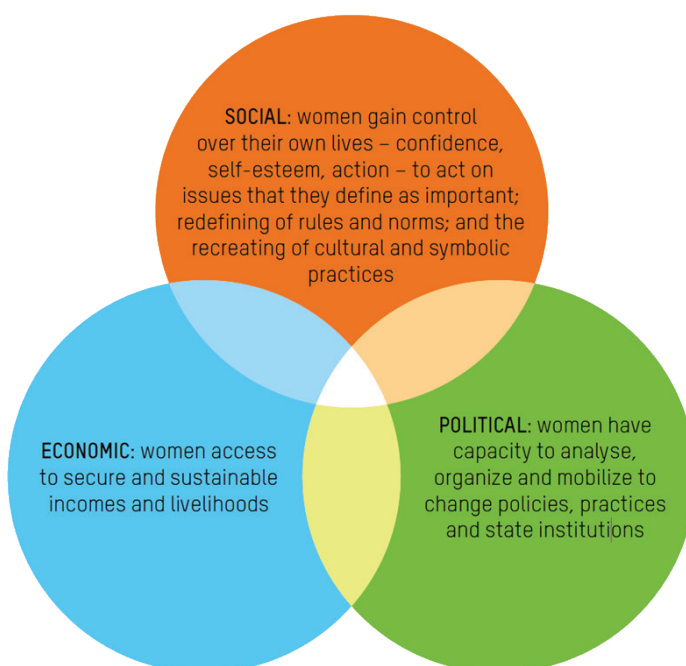 SOCIAL: women gain control
over their own lives – confidence,
self-esteem, action – to act on
issues that they define as important;
redefining of rules and norms; and the
recreating of cultural and symbolic
practices
ECONOMIC: women access
to secure and sustainable
incomes and livelihoods
POLITICAL: women have
capacity to analyse,
organize and mobilize to
change policies, practices
and state institutions